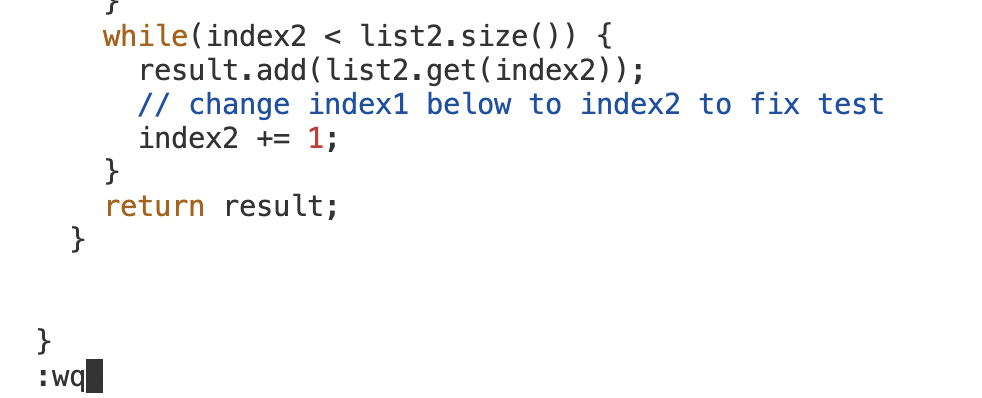 }
while(index2 < list2.size()) {
result.add(list2.get(index2));
// change index1 below to index2 to fix test
index2 += 1;
}
return result;
}
}
:wq